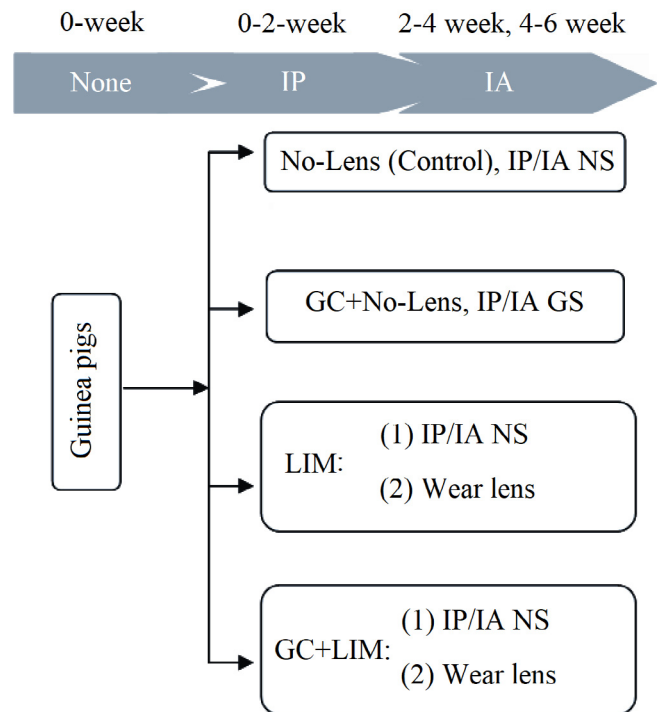 0-week 0-2-week 2-4 week, 4-6 week
None IP IA
No-Lens (Control), IP/IA NS
GC+No-Lens, IP/IA GS
Guinea pigs
LIM:
(1) IP/IA NS
(2) Wear lens
GC+LIM:
(1) IP/IA NS
(2) Wear lens